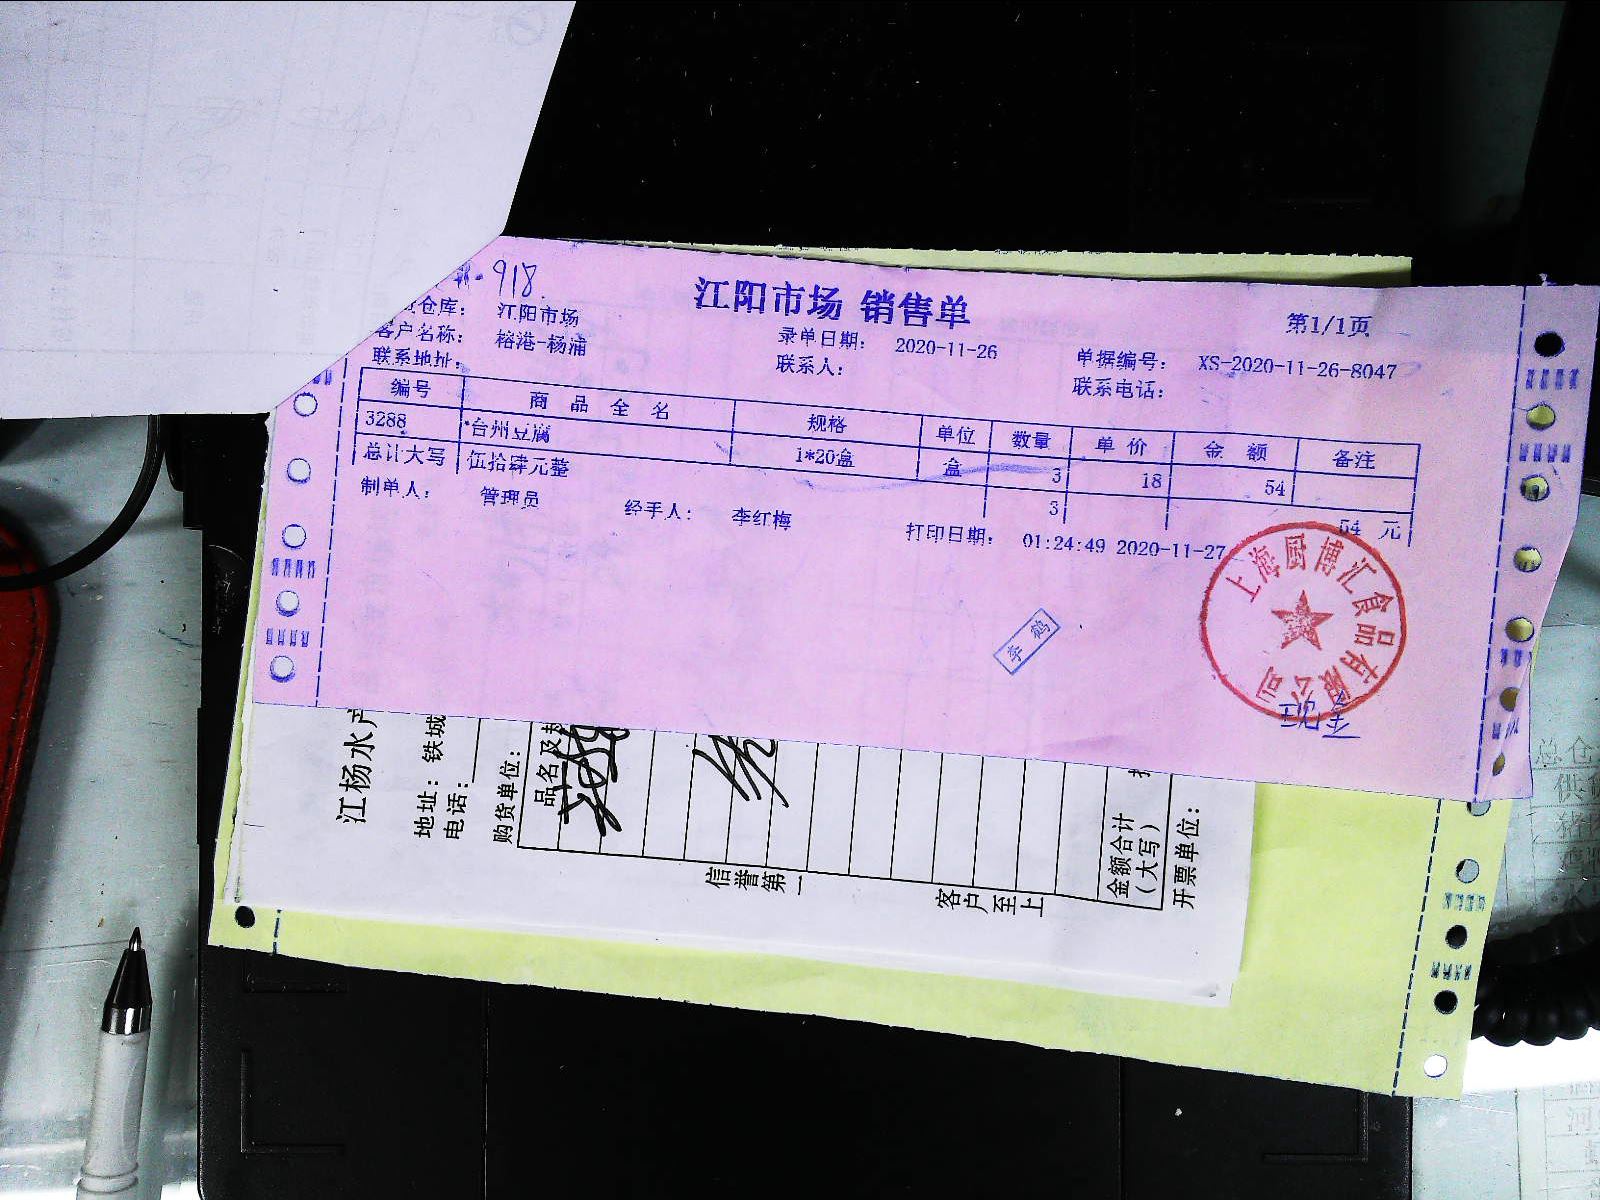 918
江阳市场 销售单
第1/1页
仓库： 江阳市场
客户名称： 榕港-杨浦
录单日期： 2020-11-26
单据编号： XS-2020-11-26-8047
联系地址：
联系人：
联系电话：
编号 商品全名 规格 单位 数量 单价 金额 备注
3288 台州豆腐 1*20盒 盒 3 18 54
总计大写 伍拾肆元整 3 54 元
制单人： 管理员 经手人： 李红梅 打印日期： 01:24:49 2020-11-27
上海厨博汇食品有限公司
李鹤
江杨水产
地址：铁城
电话：
购货单位：
品名及规
金额合计
（大写）
开票单位：
信誉第一
客户至上
总仓
供